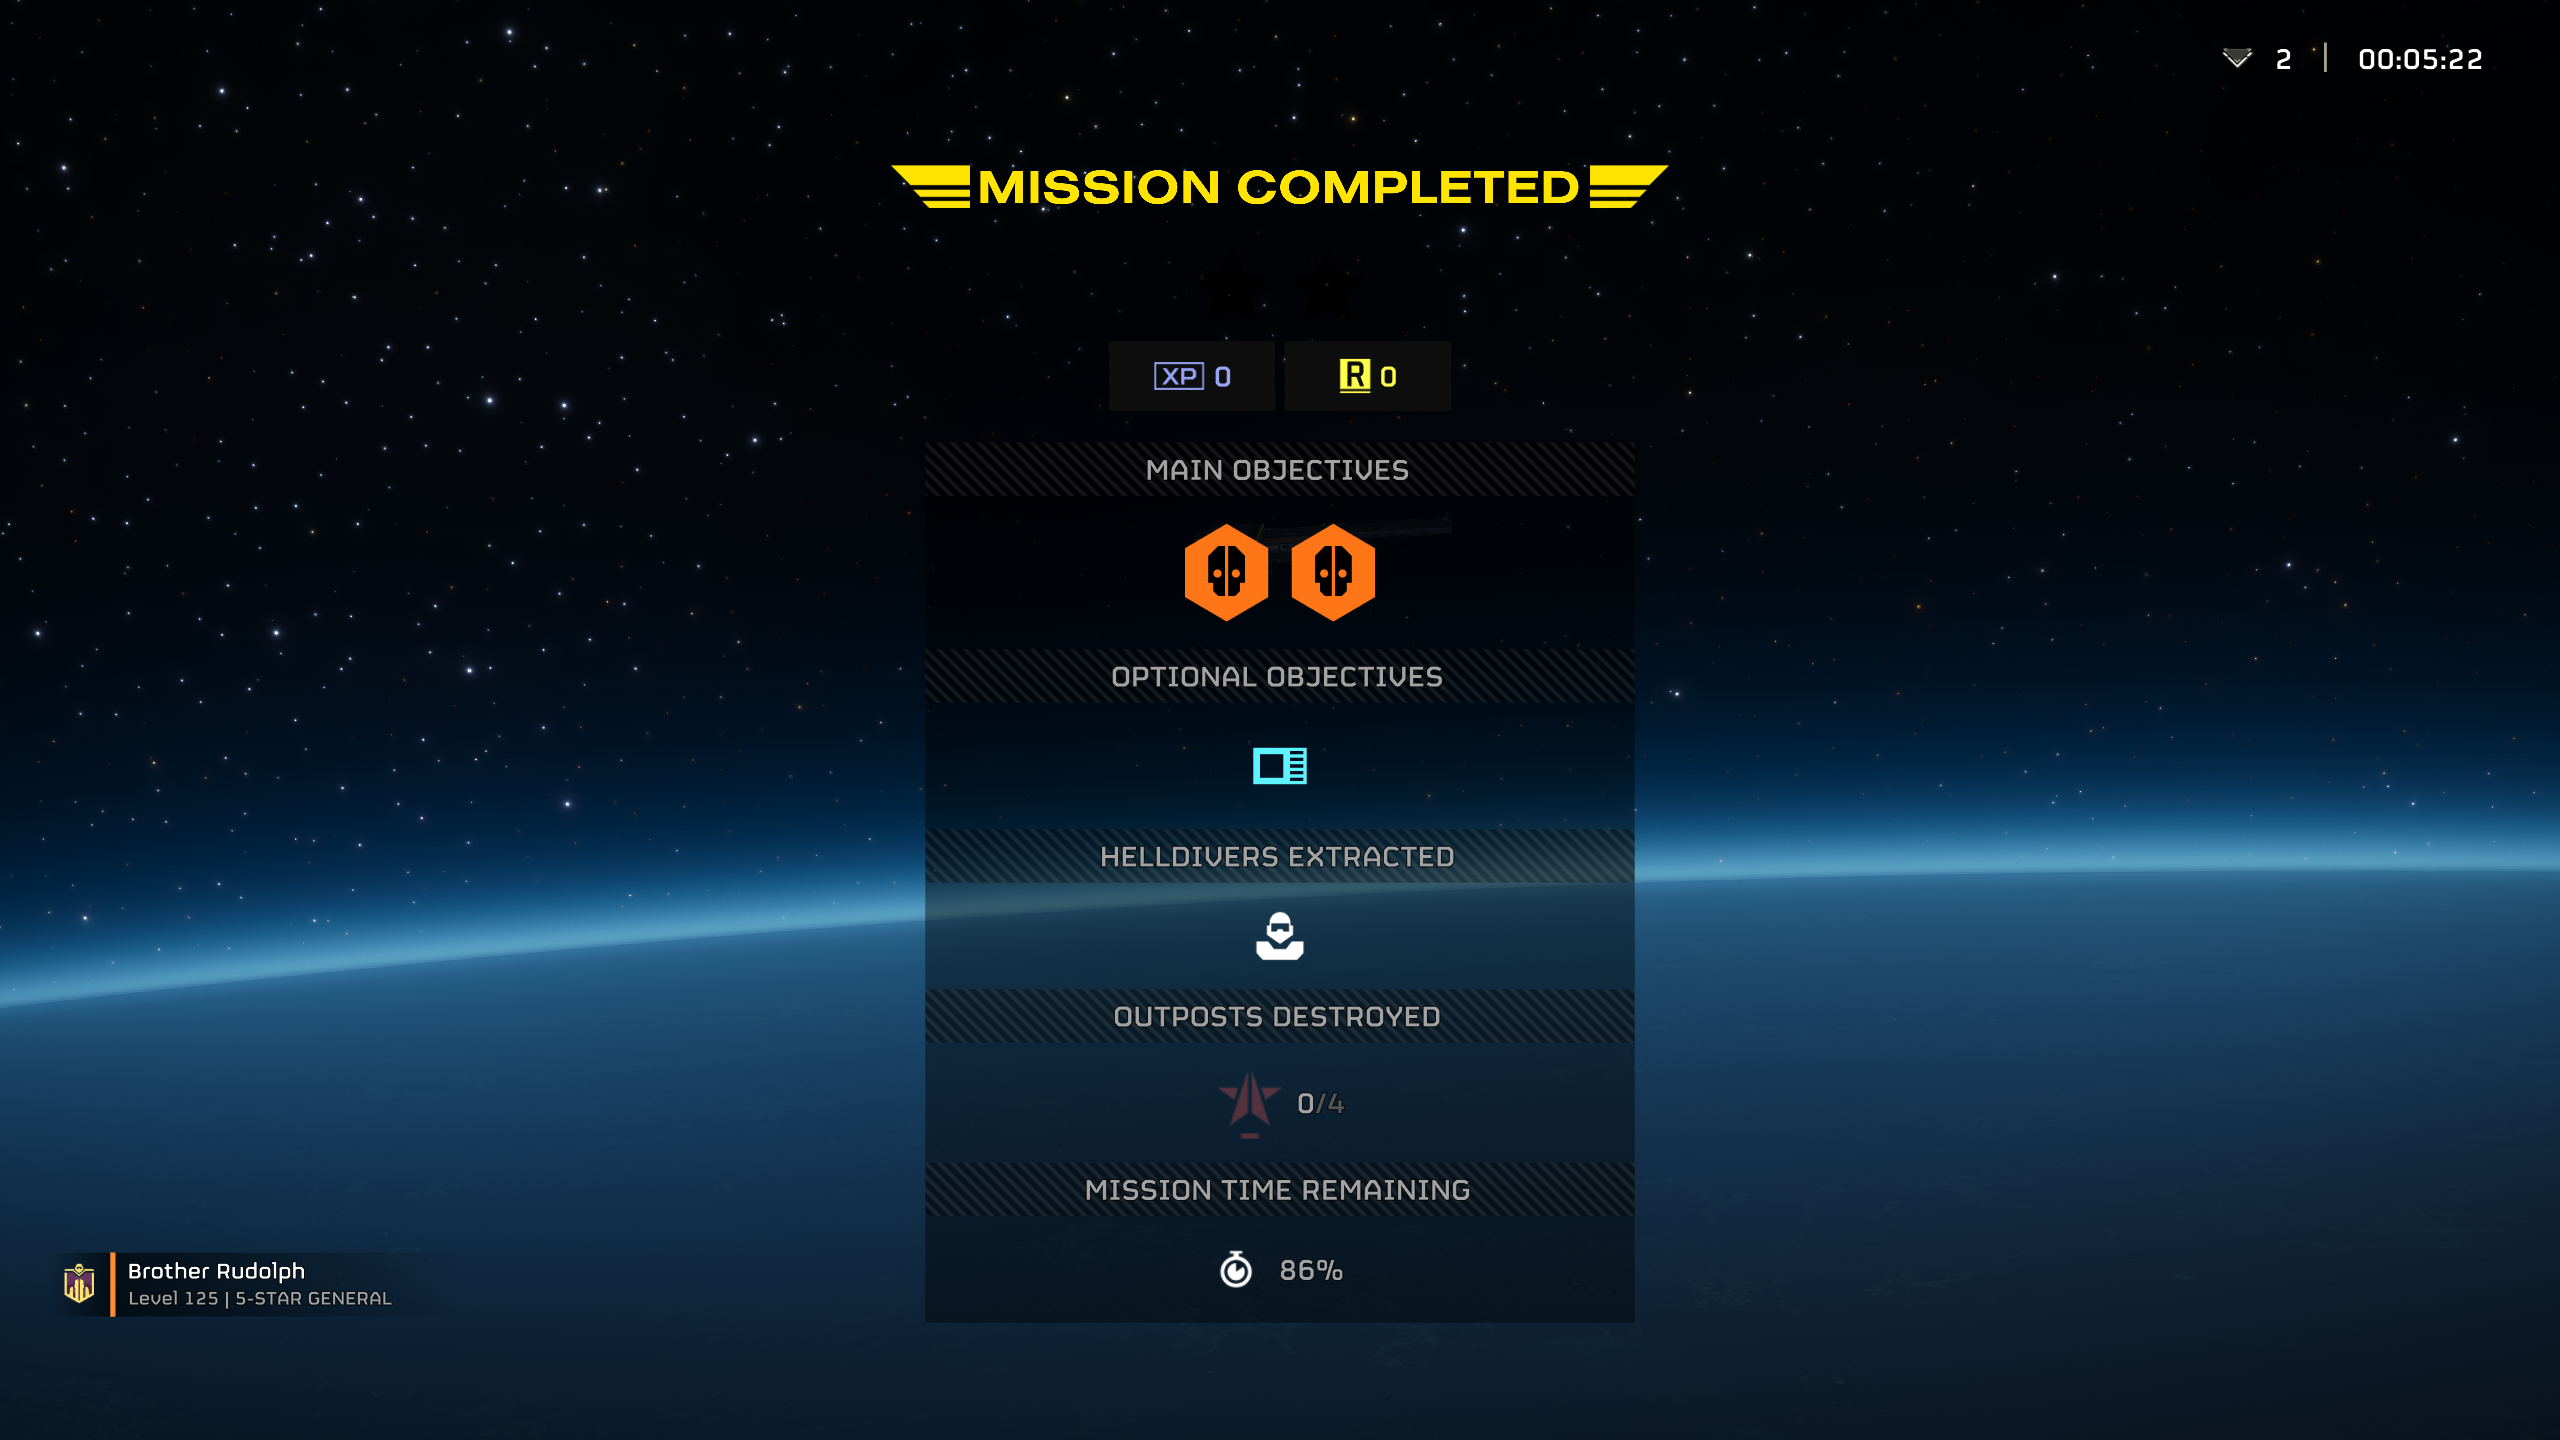 2 | 00:05:22
MISSION COMPLETED
XP 0
R 0
MAIN OBJECTIVES
OPTIONAL OBJECTIVES
HELLDIVERS EXTRACTED
OUTPOSTS DESTROYED
0/4
MISSION TIME REMAINING
86%
Brother Rudolph
Level 125 | 5-STAR GENERAL